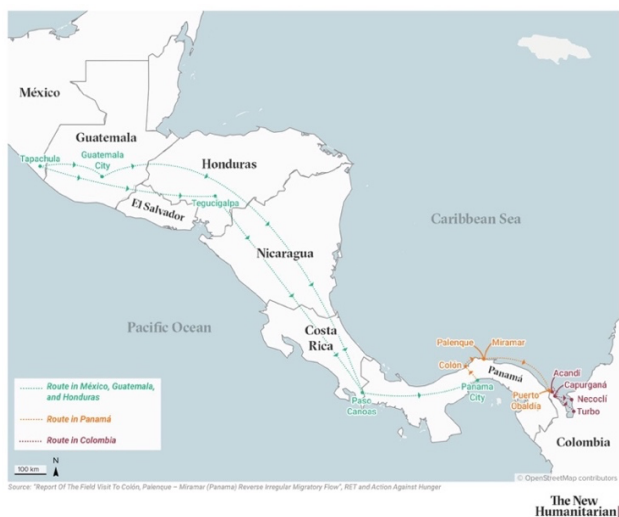 México
Guatemala
Tapachula
Guatemala
City
Honduras
El Salvador
Tegucigalpa
Caribbean Sea
Nicaragua
Pacific Ocean
Costa
Rica
Palenque
Miramar
Colón
Panamá
Acandí
Capurganá
Necoclí
Turbo
Puerto
Obaldía
Panama
City
Paso
Canoas
Colombia
Route in México, Guatemala,
and Honduras
Route in Panamá
Route in Colombia
100 km
N
© OpenStreetMap contributors
Source: "Report Of The Field Visit To Colón, Palenque – Miramar (Panama) Reverse Irregular Migratory Flow", RET and Action Against Hunger
The New
Humanitarian